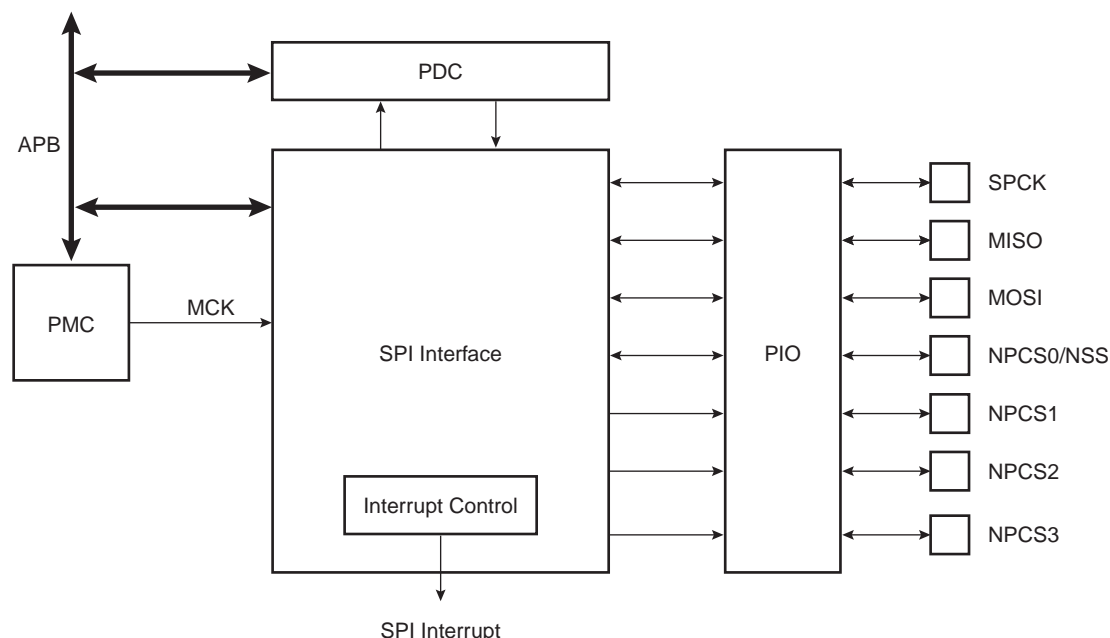 PDC
APB
SPCK
MISO
MCK
MOSI
PMC
SPI Interface
PIO
NPCS0/NSS
NPCS1
NPCS2
Interrupt Control
NPCS3
SPI Interrupt